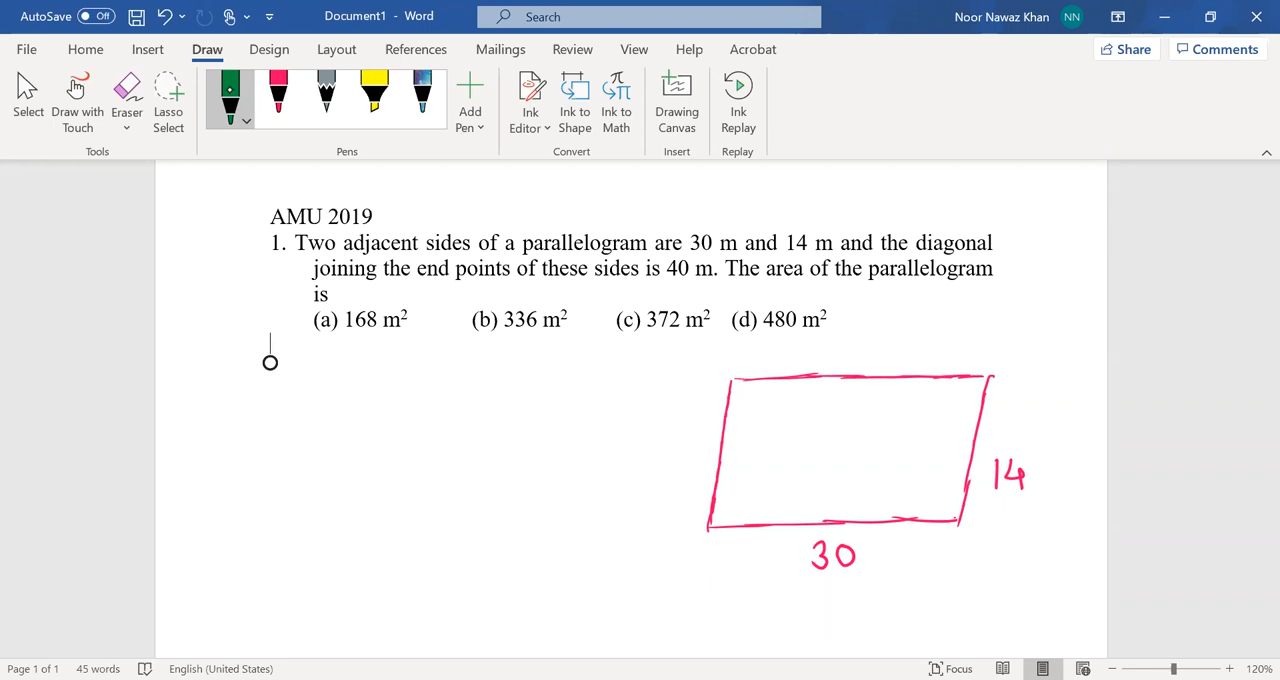 AutoSave Off Document1 - Word Search Noor Nawaz Khan NN
File Home Insert Draw Design Layout References Mailings Review View Help Acrobat Share Comments
Select Draw with Touch Eraser Lasso Select Add Pen Ink Editor Ink to Shape Ink to Math Drawing Canvas Ink Replay
Tools Pens Convert Insert Replay
AMU 2019
1. Two adjacent sides of a parallelogram are 30 m and 14 m and the diagonal
joining the end points of these sides is 40 m. The area of the parallelogram
is
(a) 168 m² (b) 336 m² (c) 372 m² (d) 480 m²
14
30
Page 1 of 1 45 words English (United States) Focus 120%